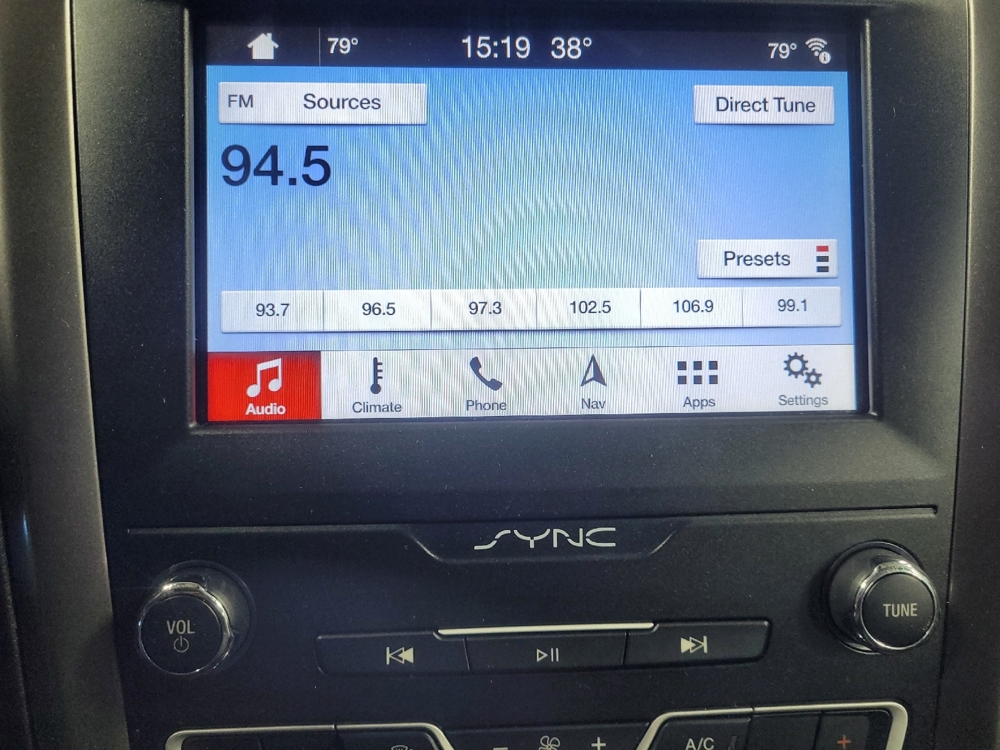 79° 15:19 38° 79°
FM Sources Direct Tune
94.5
Presets
93.7 96.5 97.3 102.5 106.9 99.1
Audio Climate Phone Nav Apps Settings
SYNC
VOL TUNE
A/C